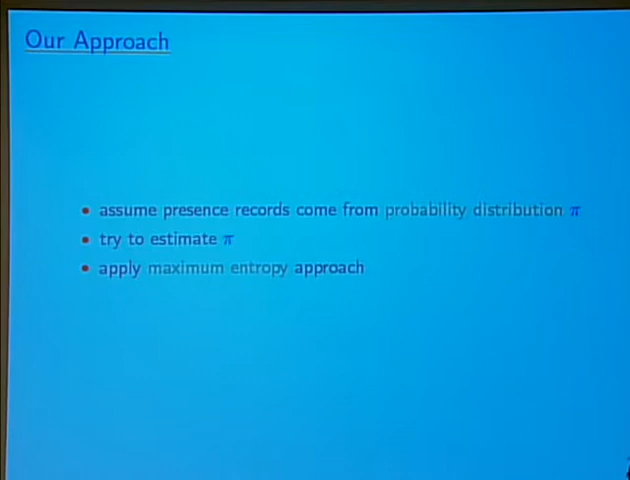 Our Approach
• assume presence records come from probability distribution π
• try to estimate π
• apply maximum entropy approach